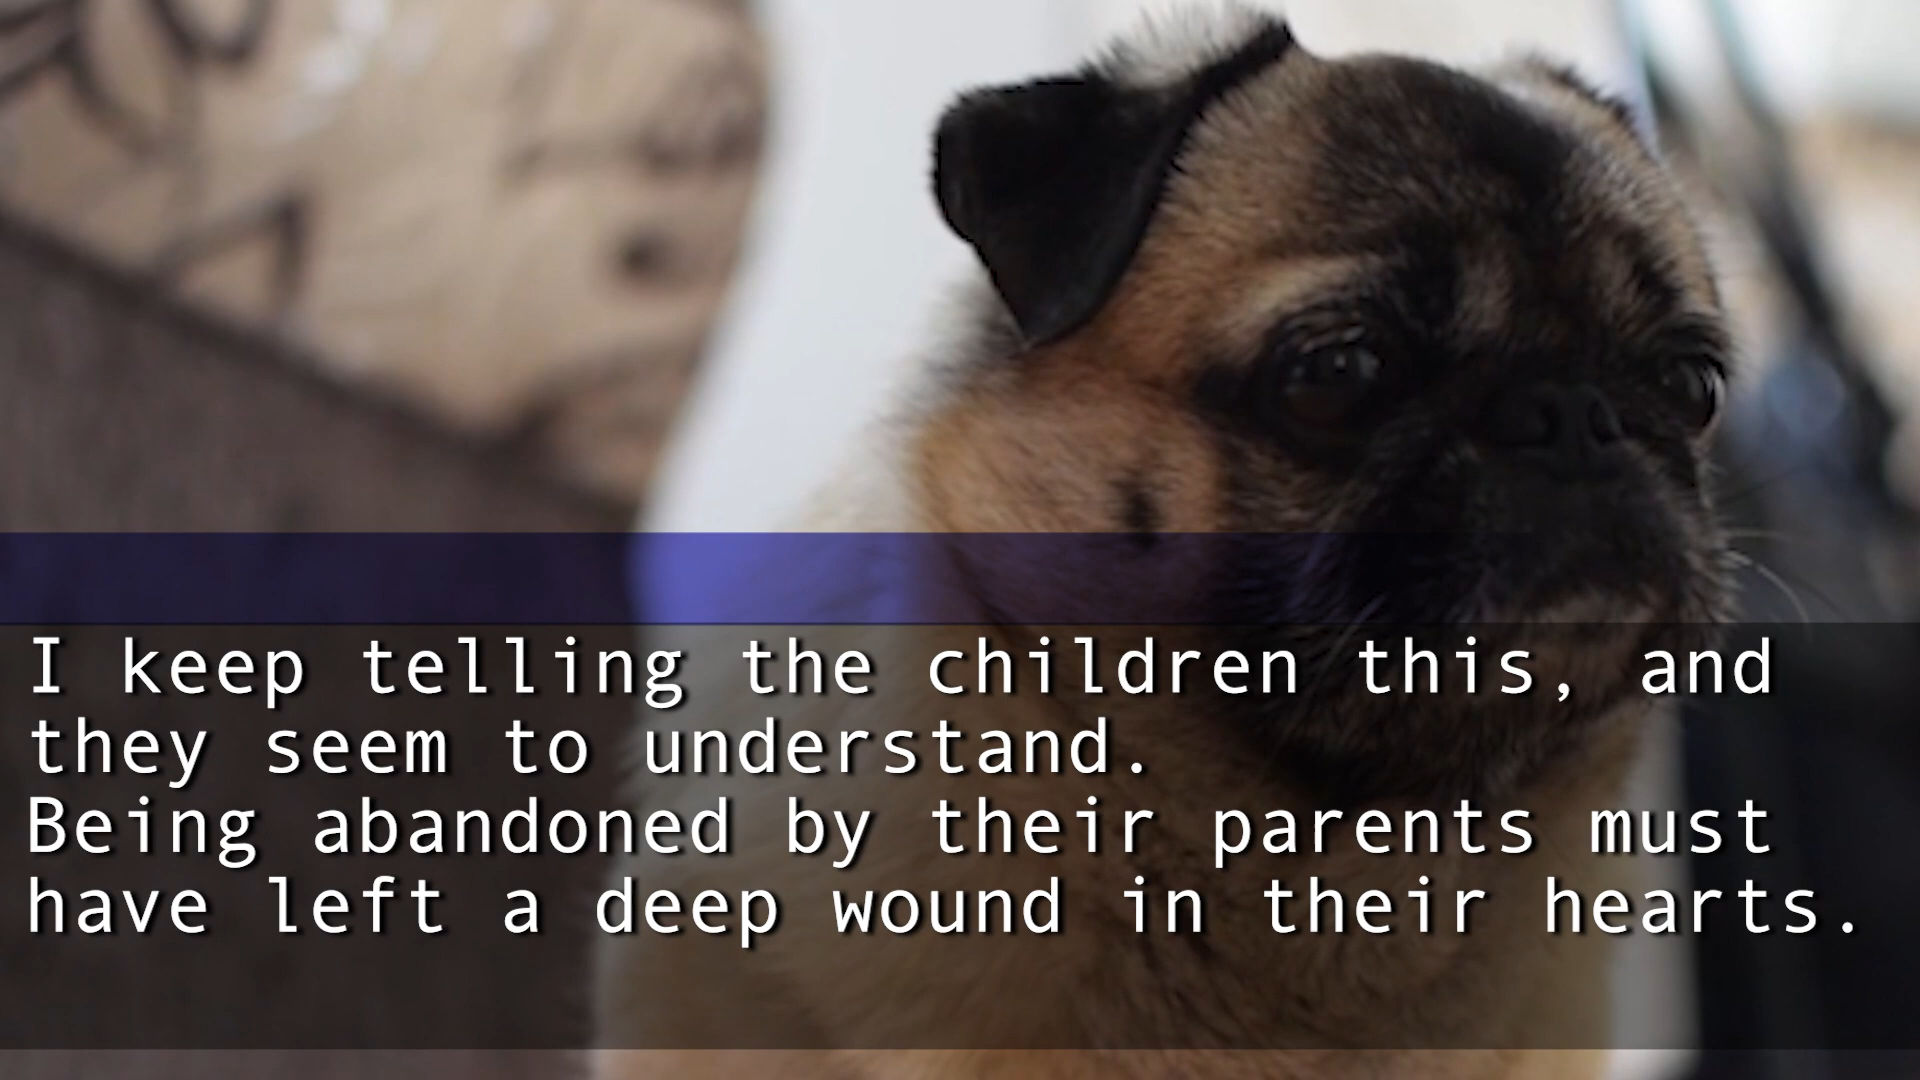 I keep telling the children this, and
they seem to understand.
Being abandoned by their parents must
have left a deep wound in their hearts.